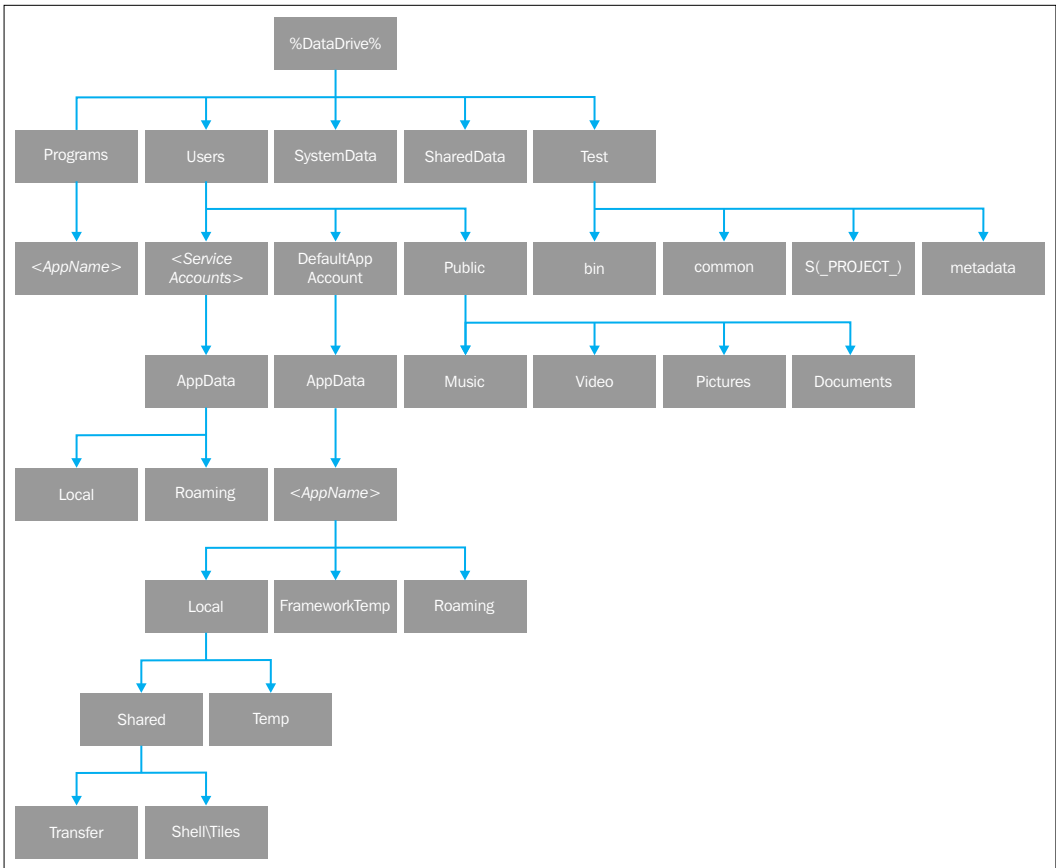 %DataDrive%
Programs
Users
SystemData
SharedData
Test
<AppName>
<Service
Accounts>
DefaultApp
Account
Public
bin
common
S(_PROJECT_)
metadata
AppData
AppData
Music
Video
Pictures
Documents
Local
Roaming
<AppName>
Local
FrameworkTemp
Roaming
Shared
Temp
Transfer
Shell\Tiles